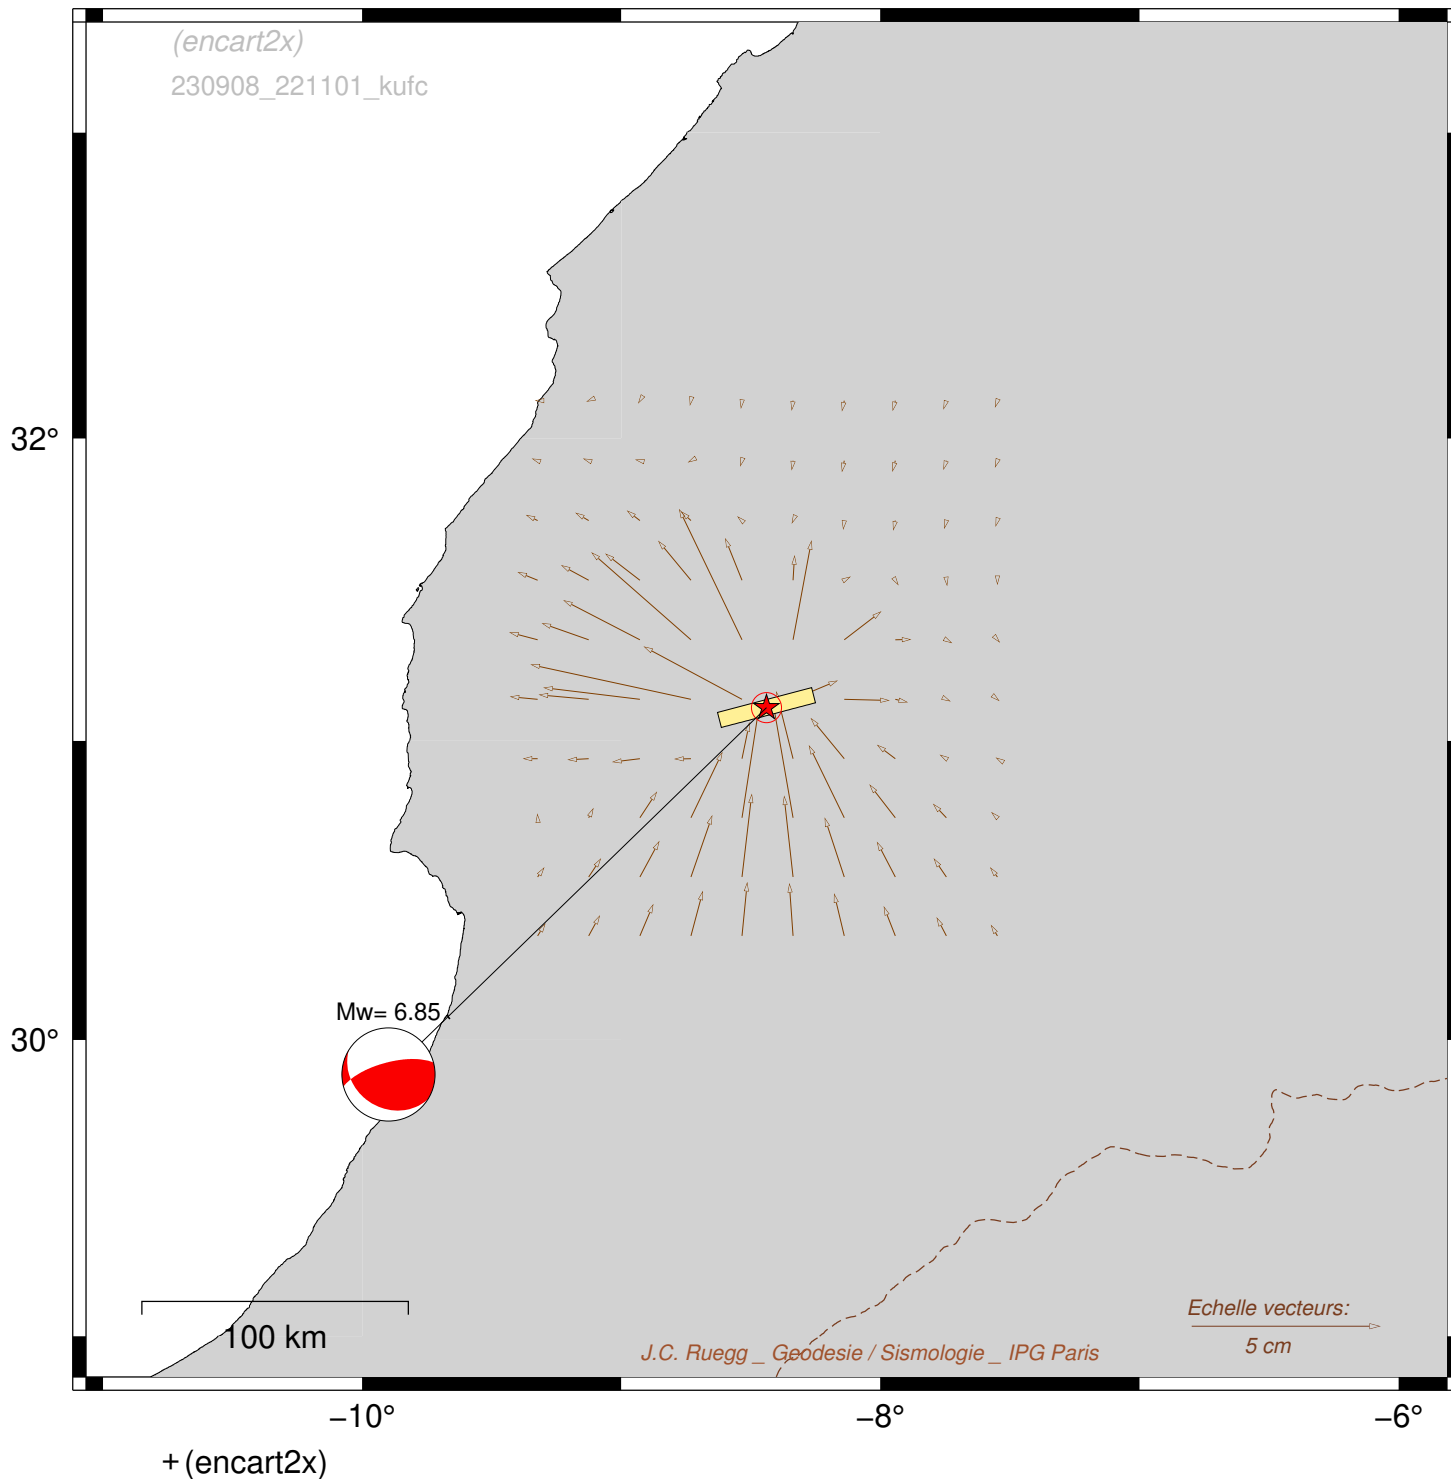 (encart2x)
230908_221101_kufc
32°
Mw= 6.85
30°
100 km
Echelle vecteurs:
5 cm
J.C. Ruegg _ Geodesie / Sismologie _ IPG Paris
−10°
−8°
−6°
+ (encart2x)